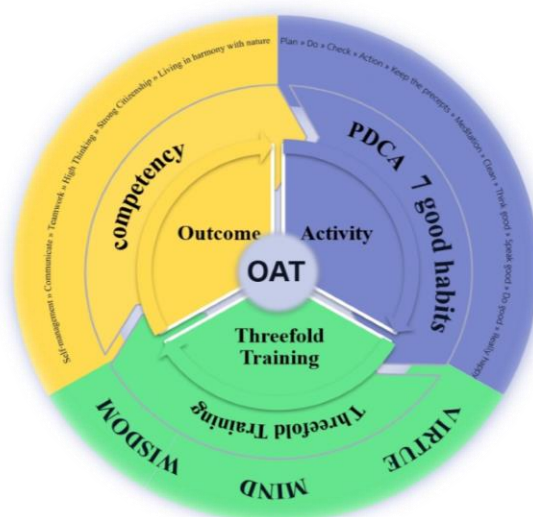 Self-management » Communicate » Teamwork » High Thinking » Strong Citizenship » Living in harmony with nature
Plan » Do » Check » Action » Keep the precepts » Meditation » Clean » Think good » Speak good » Do good » Really happy
competency
PDCA 7 good habits
Outcome
Activity
OAT
Threefold
Training
Threefold Training
WISDOM
MIND
VIRTUE